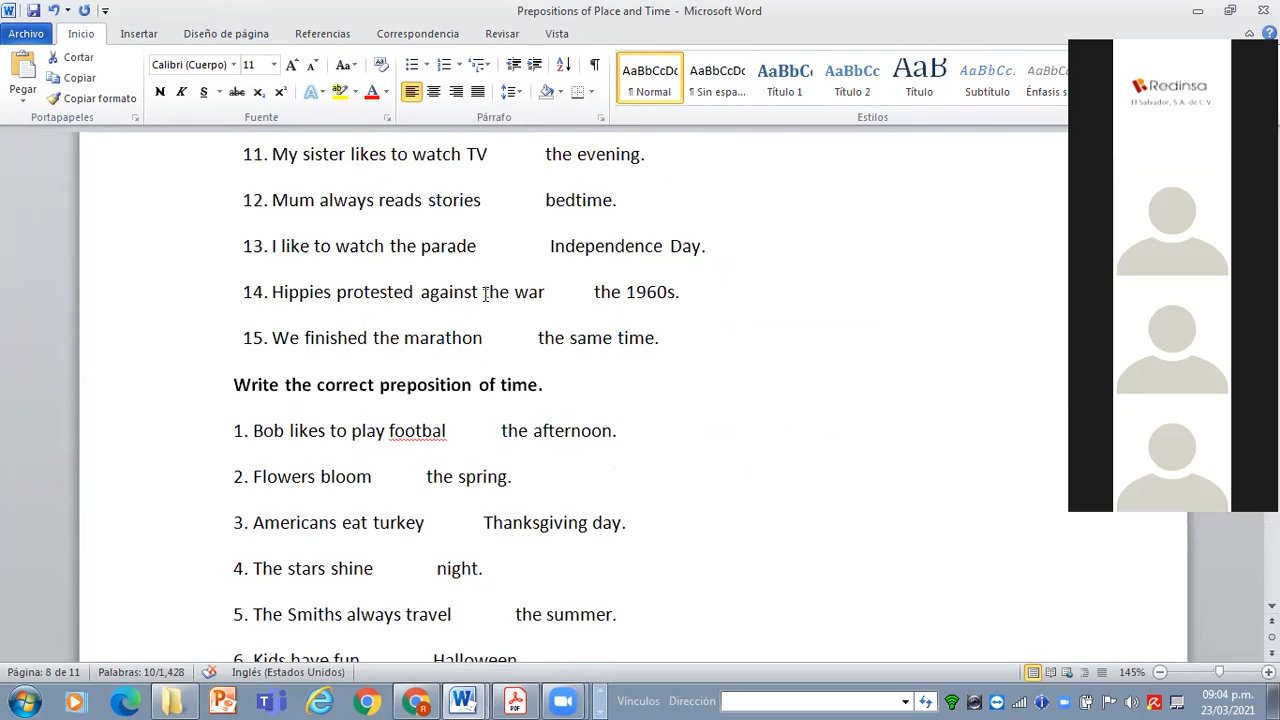 Prepositions of Place and Time - Microsoft Word
Archivo Inicio Insertar Diseño de página Referencias Correspondencia Revisar Vista
Pegar
Cortar
Copiar
Copiar formato
Portapapeles
Calibri (Cuerpo) 11
Fuente
Párrafo
AaBbCcDc AaBbCcDc AaBbC AaBbCc AaB AaBbCc. AaBbCc
¶ Normal ¶ Sin espa... Título 1 Título 2 Título Subtítulo Énfasis s
Estilos
Redinsa
El Salvador, S.A. de C.V.
11. My sister likes to watch TV the evening.
12. Mum always reads stories bedtime.
13. I like to watch the parade Independence Day.
14. Hippies protested against the war the 1960s.
15. We finished the marathon the same time.
Write the correct preposition of time.
1. Bob likes to play footbal the afternoon.
2. Flowers bloom the spring.
3. Americans eat turkey Thanksgiving day.
4. The stars shine night.
5. The Smiths always travel the summer.
6. Kids have fun Halloween
Página: 8 de 11 Palabras: 10/1,428 Inglés (Estados Unidos) 145%
Vínculos Dirección
09:04 p.m.
23/03/2021